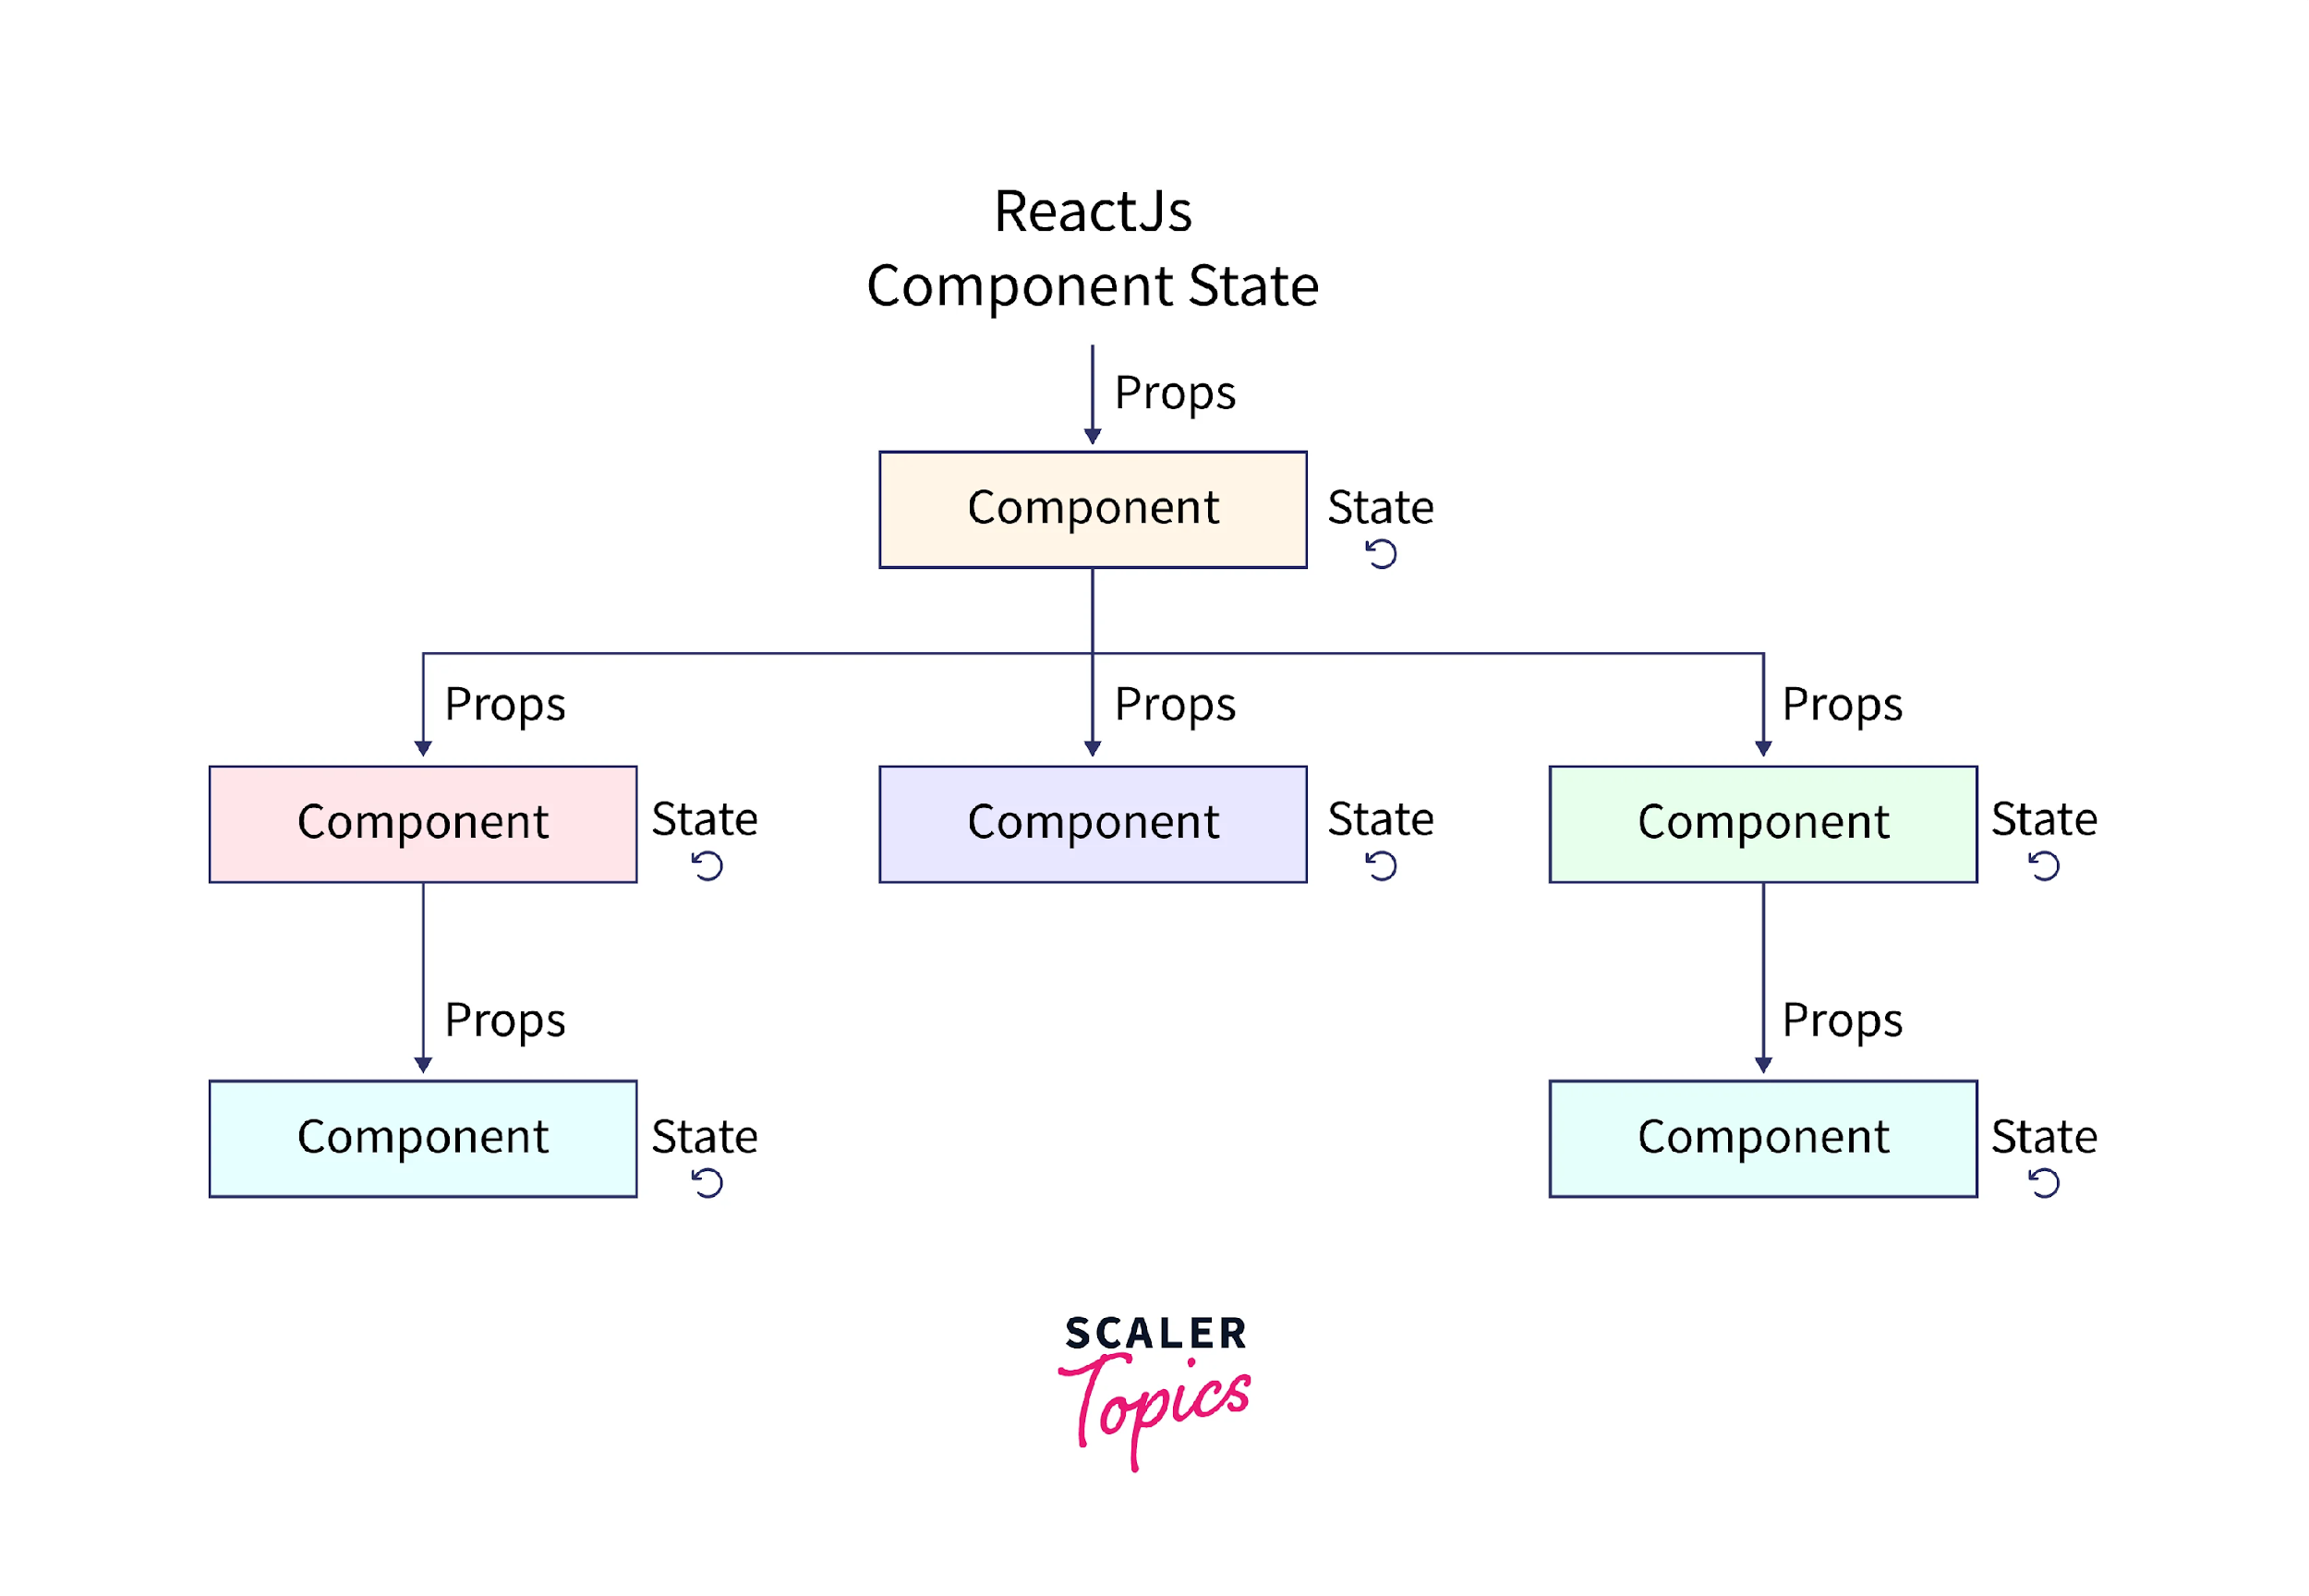 ReactJs
Component State
Props
Component State
Props Props Props
Component State Component State Component State
Props Props
Component State Component State
SCALER
Topics